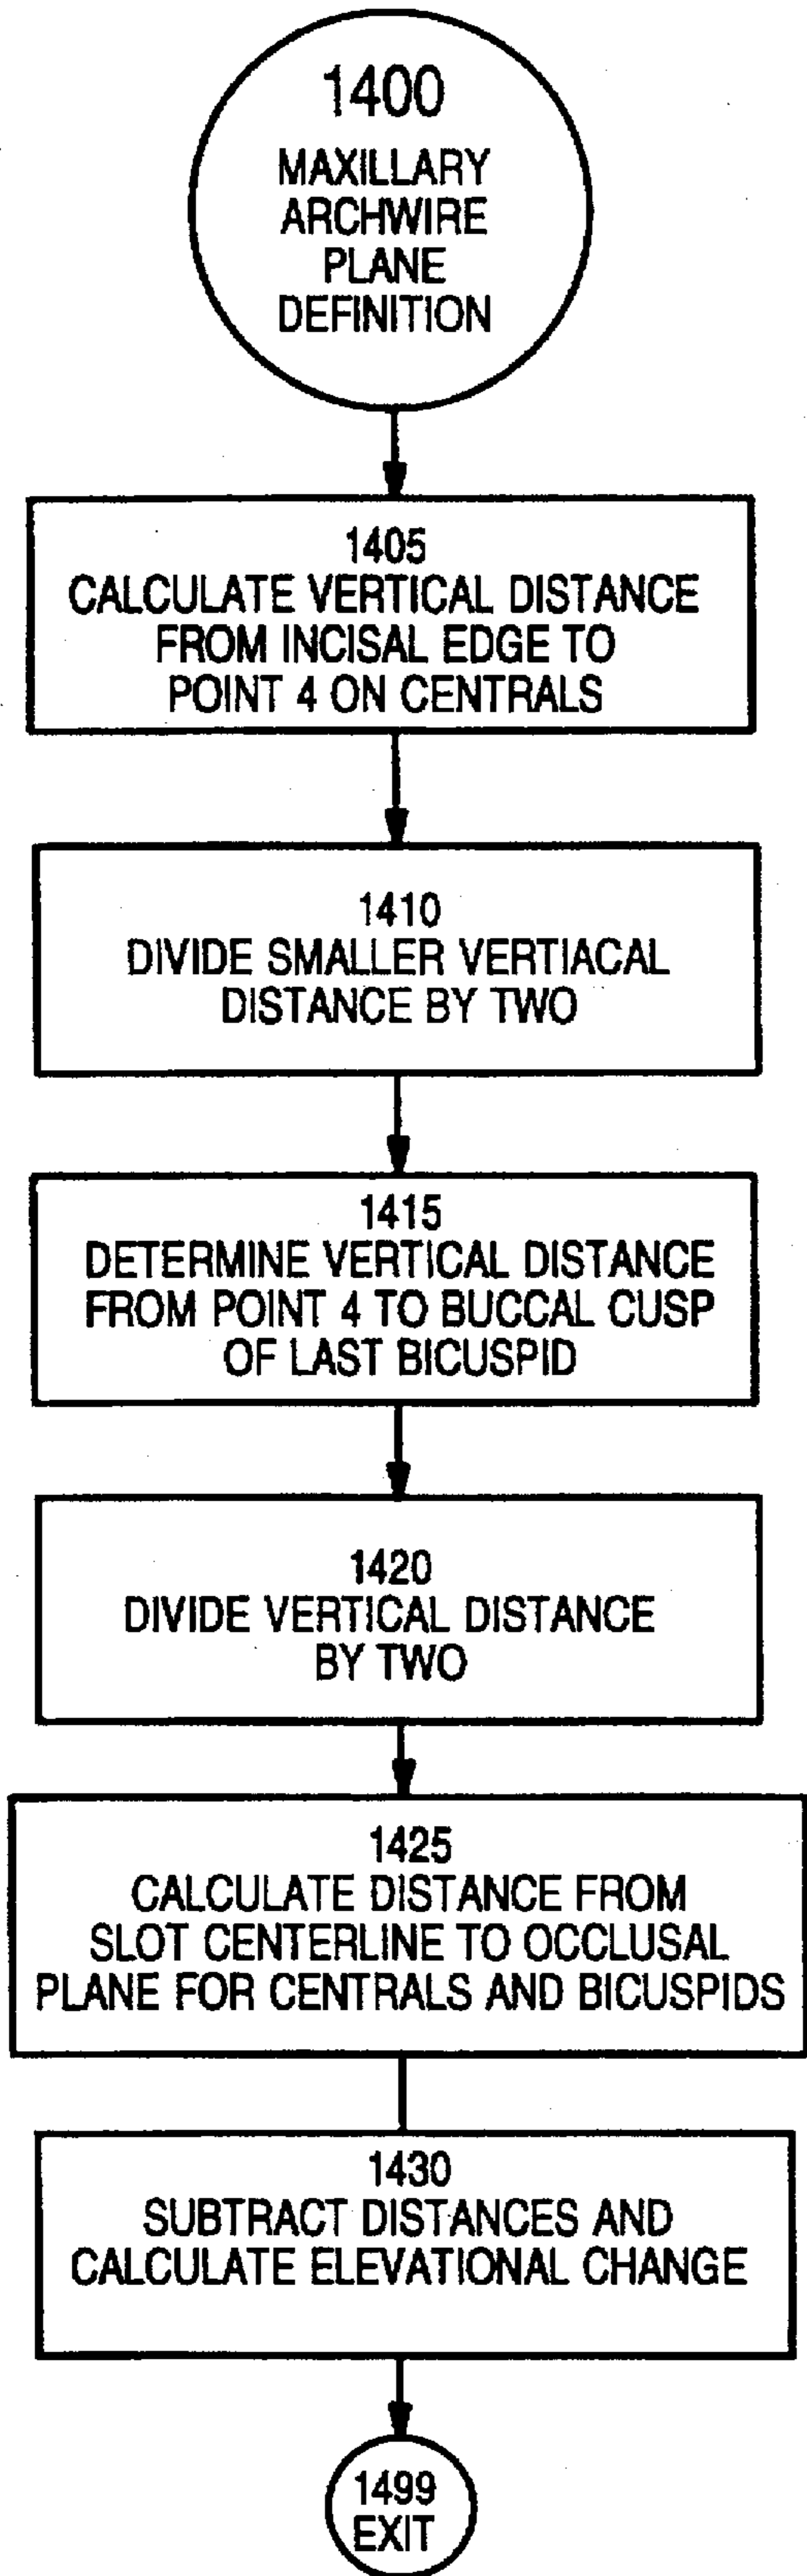 1400
MAXILLARY
ARCHWIRE
PLANE
DEFINITION
1405
CALCULATE VERTICAL DISTANCE
FROM INCISAL EDGE TO
POINT 4 ON CENTRALS
1410
DIVIDE SMALLER VERTIACAL
DISTANCE BY TWO
1415
DETERMINE VERTICAL DISTANCE
FROM POINT 4 TO BUCCAL CUSP
OF LAST BICUSPID
1420
DIVIDE VERTICAL DISTANCE
BY TWO
1425
CALCULATE DISTANCE FROM
SLOT CENTERLINE TO OCCLUSAL
PLANE FOR CENTRALS AND BICUSPIDS
1430
SUBTRACT DISTANCES AND
CALCULATE ELEVATIONAL CHANGE
1499
EXIT